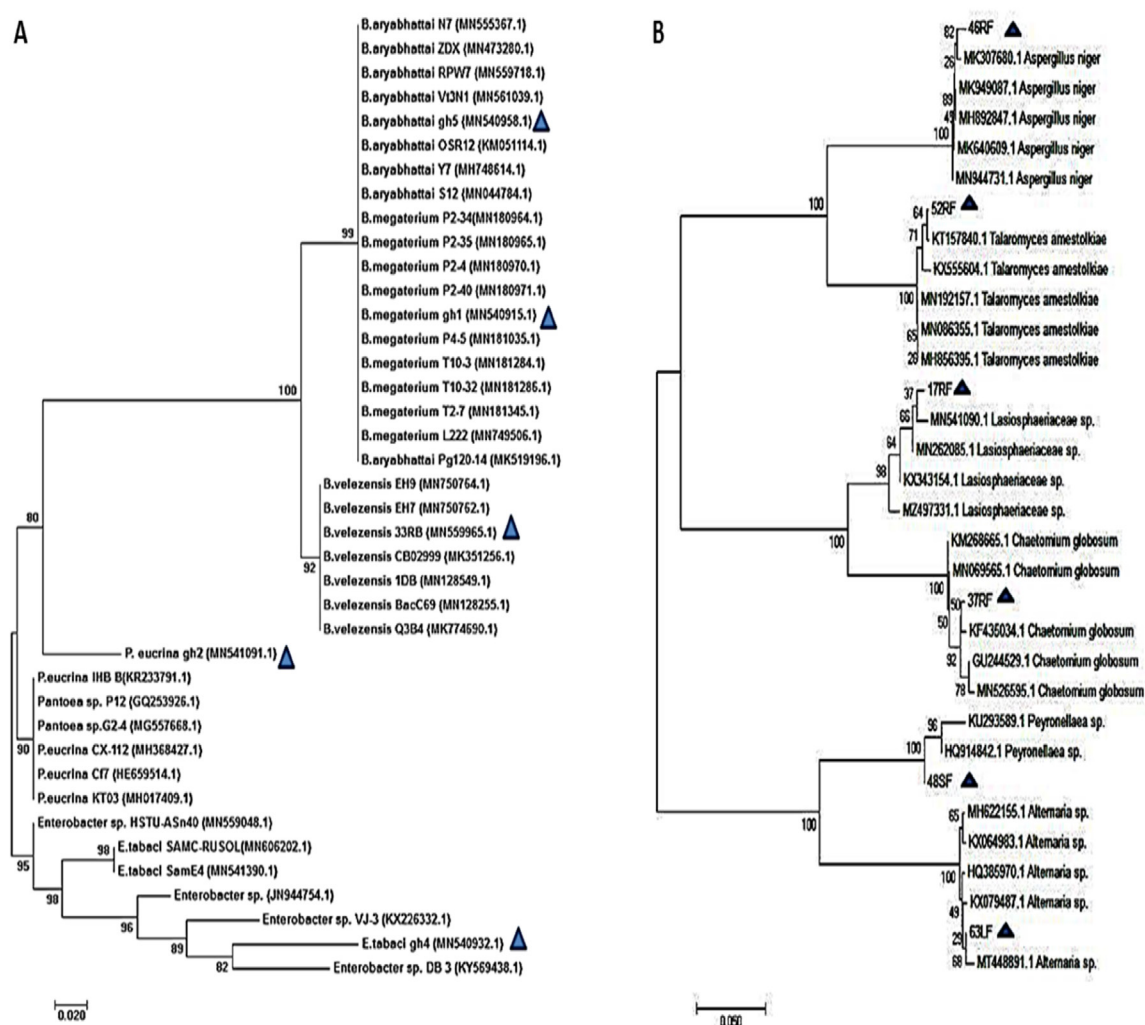 A
B.aryabhattai N7 (MN555367.1)
B.aryabhattai ZDX (MN473280.1)
B.aryabhattai RPW7 (MN559718.1)
B.aryabhattai Vt3N1 (MN561039.1)
B.aryabhattai gh5 (MN540958.1)
B.aryabhattai OSR12 (KM051114.1)
B.aryabhattai Y7 (MH748614.1)
B.aryabhattai S12 (MN044784.1)
B.megaterium P2-34(MN180964.1)
99
B.megaterium P2-35 (MN180965.1)
B.megaterium P2-4 (MN180970.1)
B.megaterium P2-40 (MN180971.1)
B.megaterium gh1 (MN540915.1)
B.megaterium P4-5 (MN181035.1)
B.megaterium T10-3 (MN181284.1)
100
B.megaterium T10-32 (MN181286.1)
B.megaterium T2-7 (MN181345.1)
B.megaterium L222 (MN749506.1)
B.aryabhattai Pg120-14 (MK519196.1)
B.velezensis EH9 (MN750764.1)
B.velezensis EH7 (MN750762.1)
80
B.velezensis 33RB (MN559965.1)
B.velezensis CB02999 (MK351256.1)
92
B.velezensis 1DB (MN128549.1)
B.velezensis BacC69 (MN128255.1)
B.velezensis Q3B4 (MK774690.1)
P. eucrina gh2 (MN541091.1)
P.eucrina IHB B(KR233791.1)
Pantoea sp. P12 (GQ253926.1)
Pantoea sp.G2-4 (MG557668.1)
90
P.eucrina CX-112 (MH368427.1)
P.eucrina Cf7 (HE659514.1)
P.eucrina KT03 (MH017409.1)
Enterobacter sp. HSTU-ASn40 (MN559048.1)
98
E.tabaci SAMC-RUSOL(MN606202.1)
95
E.tabaci SamE4 (MN541390.1)
98
Enterobacter sp. (JN944754.1)
96
Enterobacter sp. VJ-3 (KX226332.1)
89
E.tabaci gh4 (MN540932.1)
82
Enterobacter sp. DB 3 (KY569438.1)
0.020
B
82
46RF
26
MK307680.1 Aspergillus niger
MK949087.1 Aspergillus niger
89
MH892847.1 Aspergillus niger
100
MK640609.1 Aspergillus niger
MN944731.1 Aspergillus niger
100
64
52RF
71
KT157840.1 Talaromyces amestolkiae
KX555604.1 Talaromyces amestolkiae
100
MN192157.1 Talaromyces amestolkiae
65
MN086355.1 Talaromyces amestolkiae
28
MH856395.1 Talaromyces amestolkiae
37
17RF
66
MN541090.1 Lasiosphaeriaceae sp.
64
MN262085.1 Lasiosphaeriaceae sp.
98
KX343154.1 Lasiosphaeriaceae sp.
MZ497331.1 Lasiosphaeriaceae sp.
100
KM268665.1 Chaetomium globosum
MN069565.1 Chaetomium globosum
100
50
37RF
50
KF435034.1 Chaetomium globosum
92
GU244529.1 Chaetomium globosum
78
MN526595.1 Chaetomium globosum
96
KU293589.1 Peyronellaea sp.
100
HQ914842.1 Peyronellaea sp.
48SF
100
65
MH622155.1 Alternaria sp.
KX064983.1 Alternaria sp.
100
HQ385970.1 Alternaria sp.
49
KX079487.1 Alternaria sp.
29
63LF
68
MT448891.1 Alternaria sp.
0.050